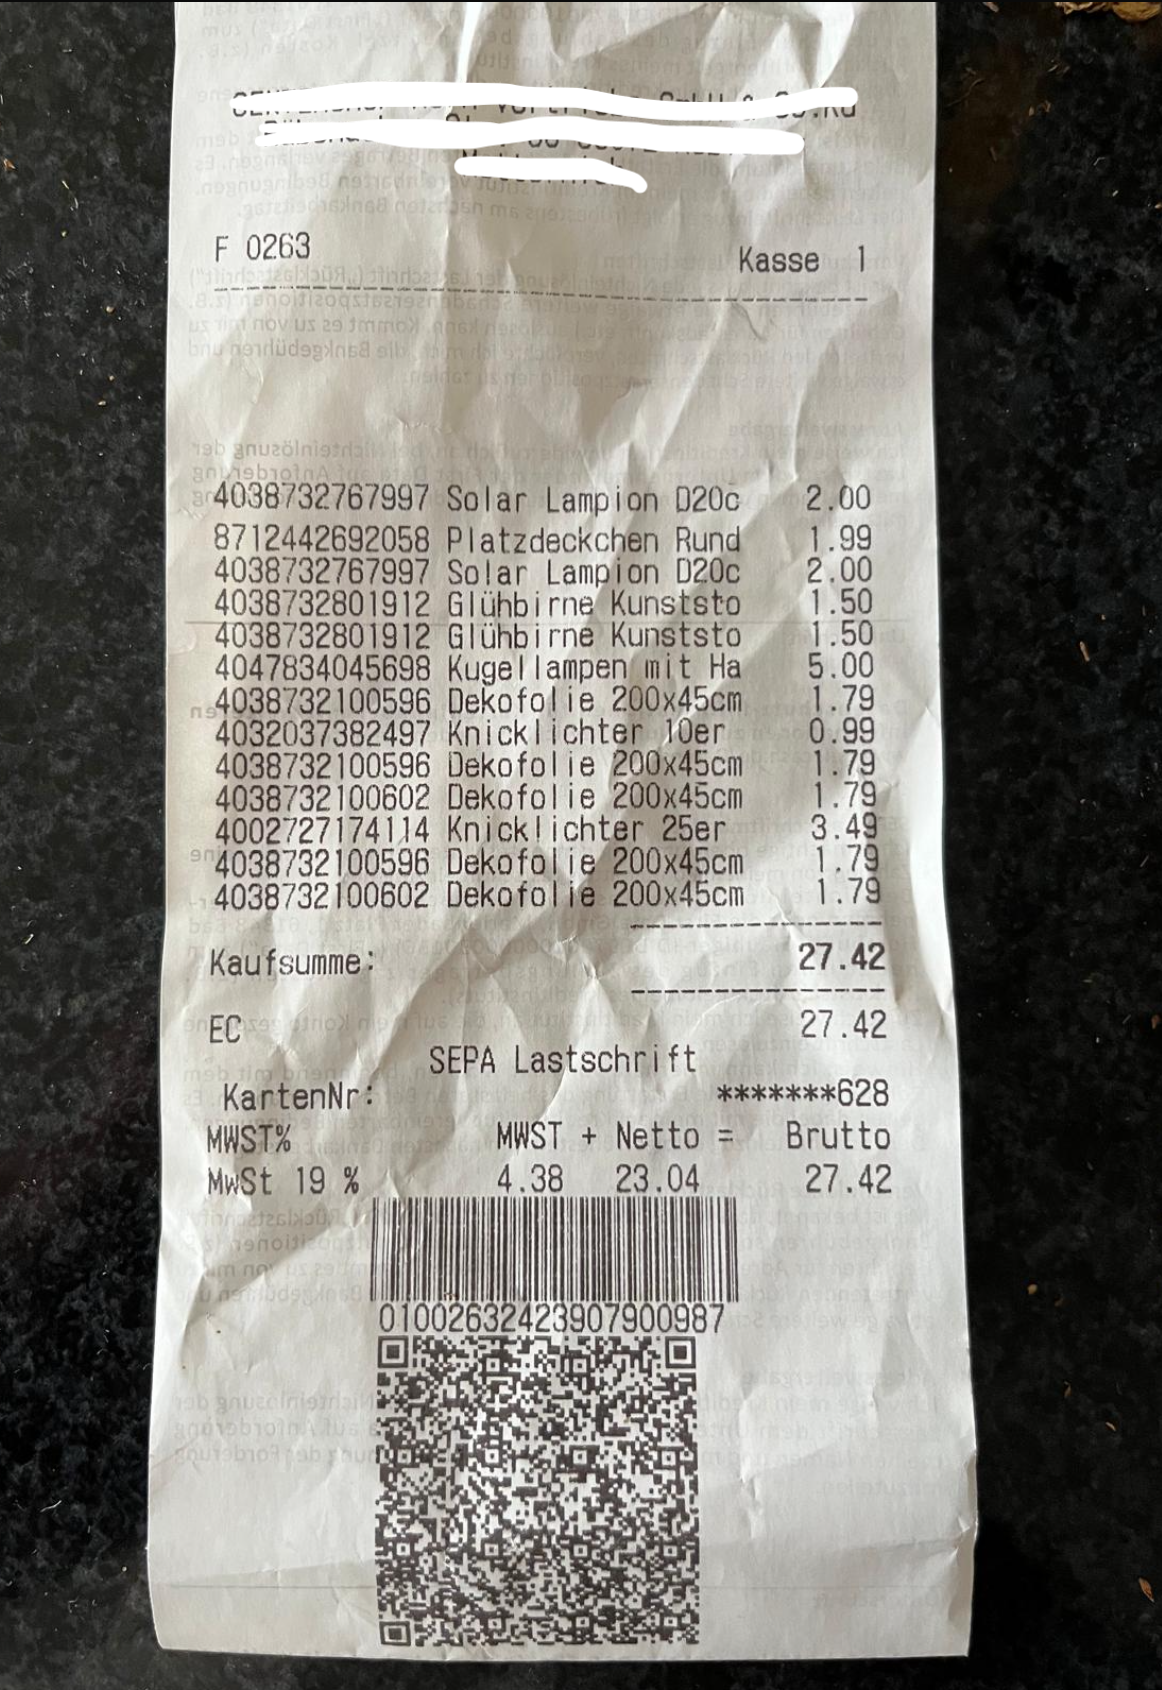 F 0263 Kasse 1
4038732767997 Solar Lampion D20c 2.00
8712442692058 Platzdeckchen Rund 1.99
4038732767997 Solar Lampion D20c 2.00
4038732801912 Glühbirne Kunststo 1.50
4038732801912 Glühbirne Kunststo 1.50
4047834045698 Kugellampen mit Ha 5.00
4038732100596 Dekofolie 200x45cm 1.79
4032037382497 Knicklichter 10er 0.99
4038732100596 Dekofolie 200x45cm 1.79
4038732100602 Dekofolie 200x45cm 1.79
4002727174114 Knicklichter 25er 3.49
4038732100596 Dekofolie 200x45cm 1.79
4038732100602 Dekofolie 200x45cm 1.79
Kaufsumme: 27.42
EC 27.42
SEPA Lastschrift
KartenNr: *******628
MWST% MWST + Netto = Brutto
MwSt 19 % 4.38 23.04 27.42
01002632423907900987